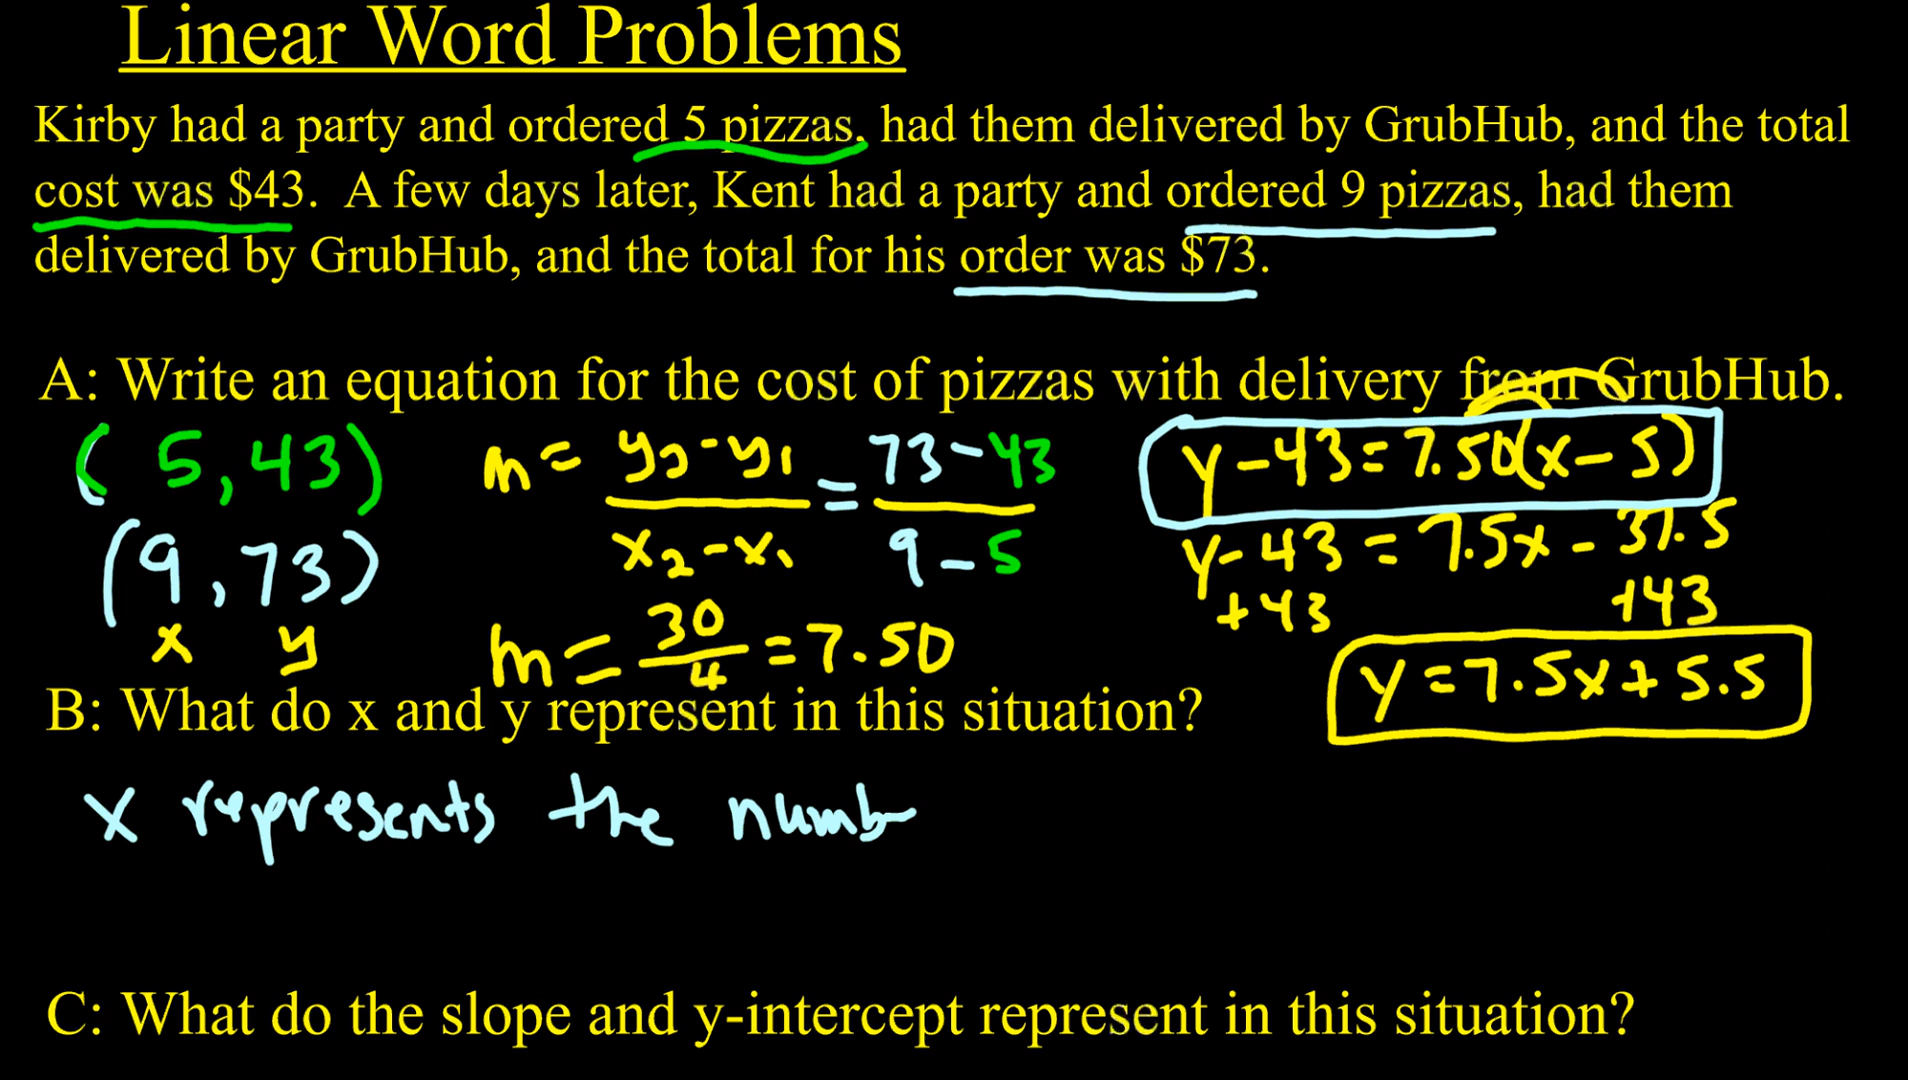 Linear Word Problems
Kirby had a party and ordered 5 pizzas, had them delivered by GrubHub, and the total
cost was $43. A few days later, Kent had a party and ordered 9 pizzas, had them
delivered by GrubHub, and the total for his order was $73.
A: Write an equation for the cost of pizzas with delivery from GrubHub.
(5,43)
(9,73)
x y
m = y₂-y₁/x₂-x₁ = 73-43/9-5
m = 30/4 = 7.50
y-43=7.50(x-5)
y-43=7.5x-37.5
+43 +43
y=7.5x+5.5
B: What do x and y represent in this situation?
x represents the numb
C: What do the slope and y-intercept represent in this situation?